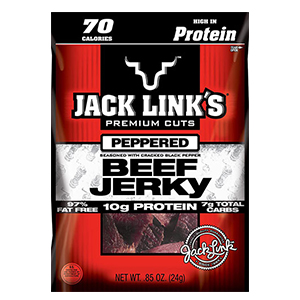 70
CALORIES
HIGH IN
Protein
JACK LINK'S
PREMIUM CUTS
PEPPERED
SEASONED WITH CRACKED BLACK PEPPER
BEEF
JERKY
97%
FAT FREE
10g PROTEIN
7g TOTAL
CARBS
Jack Link's
NET WT. .85 OZ. (24g)